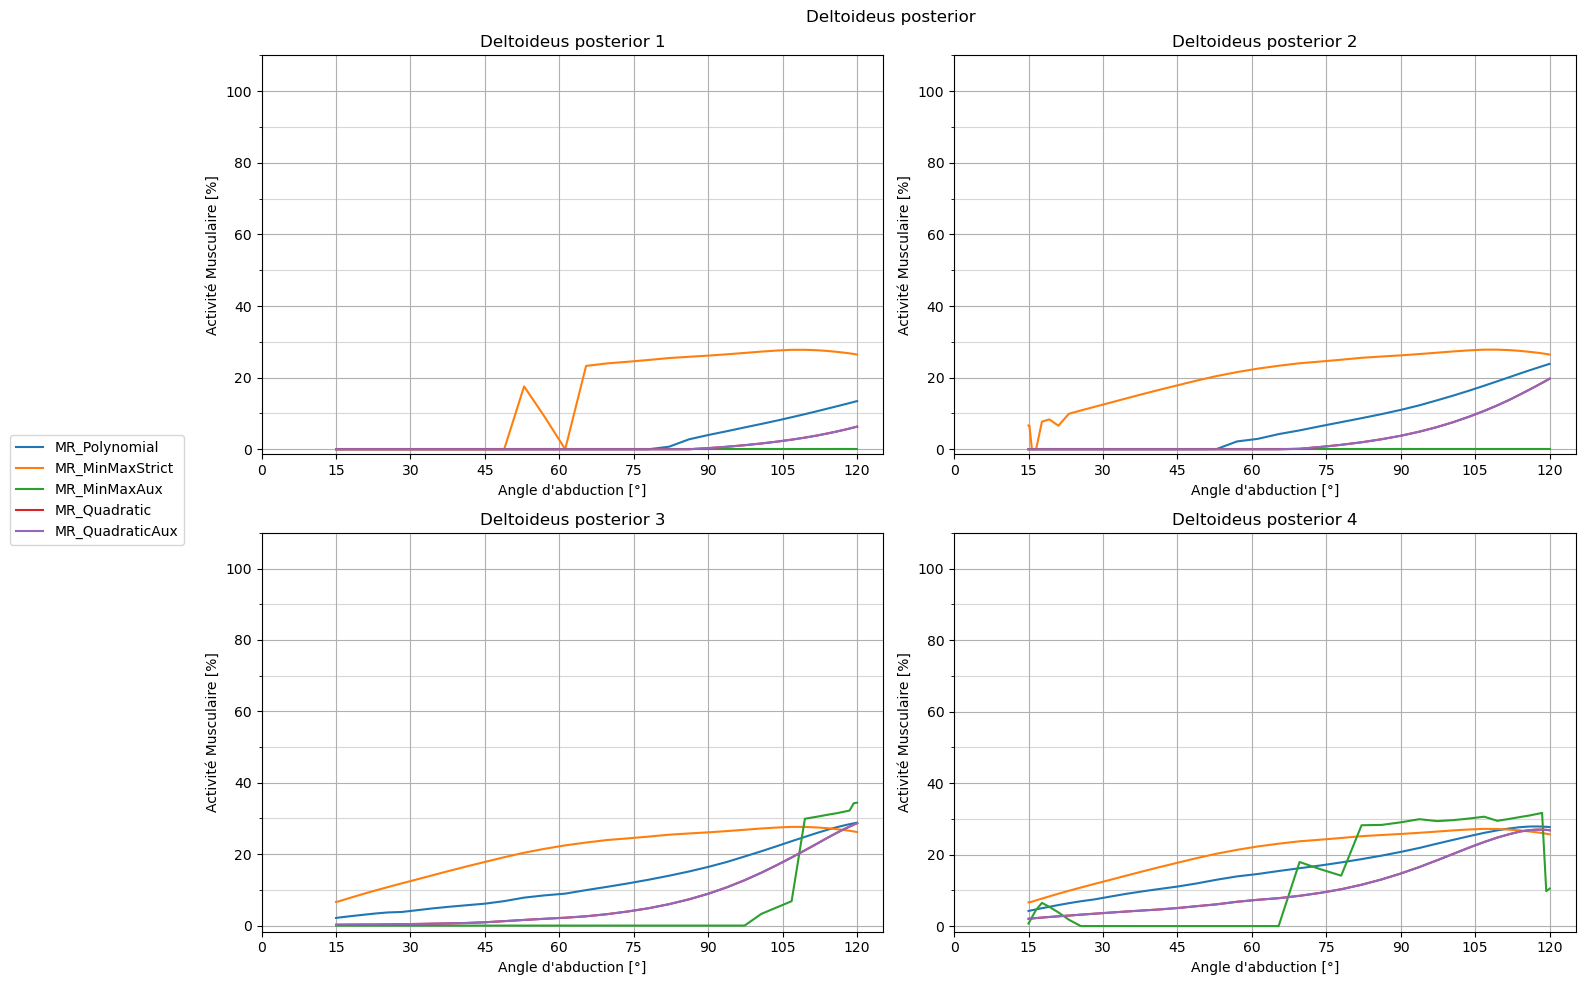 Deltoideus posterior
Deltoideus posterior 1
Activité Musculaire [%]
100
80
60
40
20
0
0 15 30 45 60 75 90 105 120
Angle d'abduction [°]
Deltoideus posterior 2
Activité Musculaire [%]
100
80
60
40
20
0
0 15 30 45 60 75 90 105 120
Angle d'abduction [°]
MR_Polynomial
MR_MinMaxStrict
MR_MinMaxAux
MR_Quadratic
MR_QuadraticAux
Deltoideus posterior 3
Activité Musculaire [%]
100
80
60
40
20
0
0 15 30 45 60 75 90 105 120
Angle d'abduction [°]
Deltoideus posterior 4
Activité Musculaire [%]
100
80
60
40
20
0
0 15 30 45 60 75 90 105 120
Angle d'abduction [°]